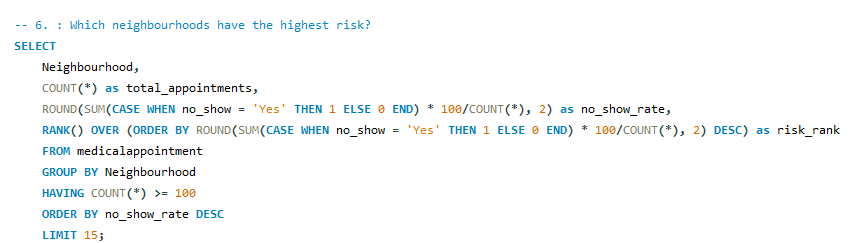 -- 6. : Which neighbourhoods have the highest risk?
SELECT
    Neighbourhood,
    COUNT(*) as total_appointments,
    ROUND(SUM(CASE WHEN no_show = 'Yes' THEN 1 ELSE 0 END) * 100/COUNT(*), 2) as no_show_rate,
    RANK() OVER (ORDER BY ROUND(SUM(CASE WHEN no_show = 'Yes' THEN 1 ELSE 0 END) * 100/COUNT(*), 2) DESC) as risk_rank
    FROM medicalappointment
    GROUP BY Neighbourhood
    HAVING COUNT(*) >= 100
    ORDER BY no_show_rate DESC
    LIMIT 15;